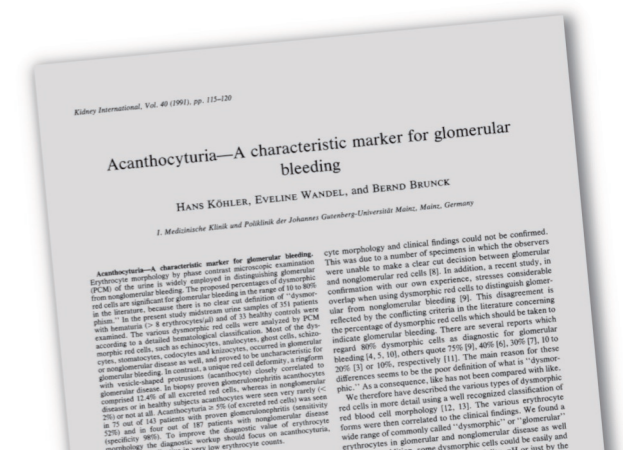 Kidney International, Vol. 40 (1991), pp. 115–120
Acanthocyturia—A characteristic marker for glomerular
bleeding
HANS KÖHLER, EVELINE WANDEL, and BERND BRUNCK
I. Medizinische Klinik und Poliklinik der Johannes Gutenberg-Universität Mainz, Mainz, Germany
Acanthocyturia—A characteristic marker for glomerular bleeding.
Erythrocyte morphology by phase contrast microscopic examination
(PCM) of the urine is widely employed in distinguishing glomerular
from nonglomerular bleeding. The proposed percentages of dysmorphic
red cells are significant for glomerular bleeding in the range of 10 to 80%
in the literature, because there is no clear cut definition of "dysmor-
phism." In the present study midstream urine samples of 351 patients
with hematuria (> 8 erythrocytes/μl) and of 33 healthy controls were
examined. The various dysmorphic red cells were analyzed by PCM
according to a detailed hematological classification. Most of the dys-
morphic red cells, such as echinocytes, anulocytes, ghost cells, schizo-
cytes, stomatocytes, codocytes and knizocytes, occurred in glomerular
or nonglomerular disease as well, and proved to be uncharacteristic for
glomerular bleeding. In contrast, a unique red cell deformity, a ringform
with vesicle-shaped protrusions (acanthocyte) closely correlated to
glomerular disease. In biopsy proven glomerulonephritis acanthocytes
comprised 12.4% of all excreted red cells, whereas in nonglomerular
diseases or in healthy subjects acanthocytes were seen very rarely (<
2%) or not at all. Acanthocyturia ≥ 5% (of excreted red cells) was seen
in 75 out of 143 patients with proven glomerulonephritis (sensitivity
52%) and in four out of 187 patients with nonglomerular disease
(specificity 98%). To improve the diagnostic value of erythrocyte
morphology the diagnostic workup should focus on acanthocyturia,
in very low erythrocyte counts.
cyte morphology and clinical findings could not be confirmed.
This was due to a number of specimens in which the observers
were unable to make a clear cut decision between glomerular
and nonglomerular red cells [8]. In addition, a recent study, in
confirmation with our own experience, stresses considerable
overlap when using dysmorphic red cells to distinguish glomer-
ular from nonglomerular bleeding [9]. This disagreement is
reflected by the conflicting criteria in the literature concerning
the percentage of dysmorphic red cells which should be taken to
indicate glomerular bleeding. There are several reports which
regard 80% dysmorphic cells as diagnostic for glomerular
bleeding [4, 5, 10], others quote 75% [9], 40% [6], 30% [7], 10 to
20% [3] or 10%, respectively [11]. The main reason for these
differences seems to be the poor definition of what is "dysmor-
phic." As a consequence, like has not been compared with like.
We therefore have described the various types of dysmorphic
red cells in more detail using a well recognized classification of
red blood cell morphology [12, 13]. The various erythrocyte
forms were then correlated to the clinical findings. We found a
wide range of commonly called "dysmorphic" or "glomerular"
erythrocytes in glomerular and nonglomerular disease as well
some dysmorphic cells could be easily and
pH or just by the